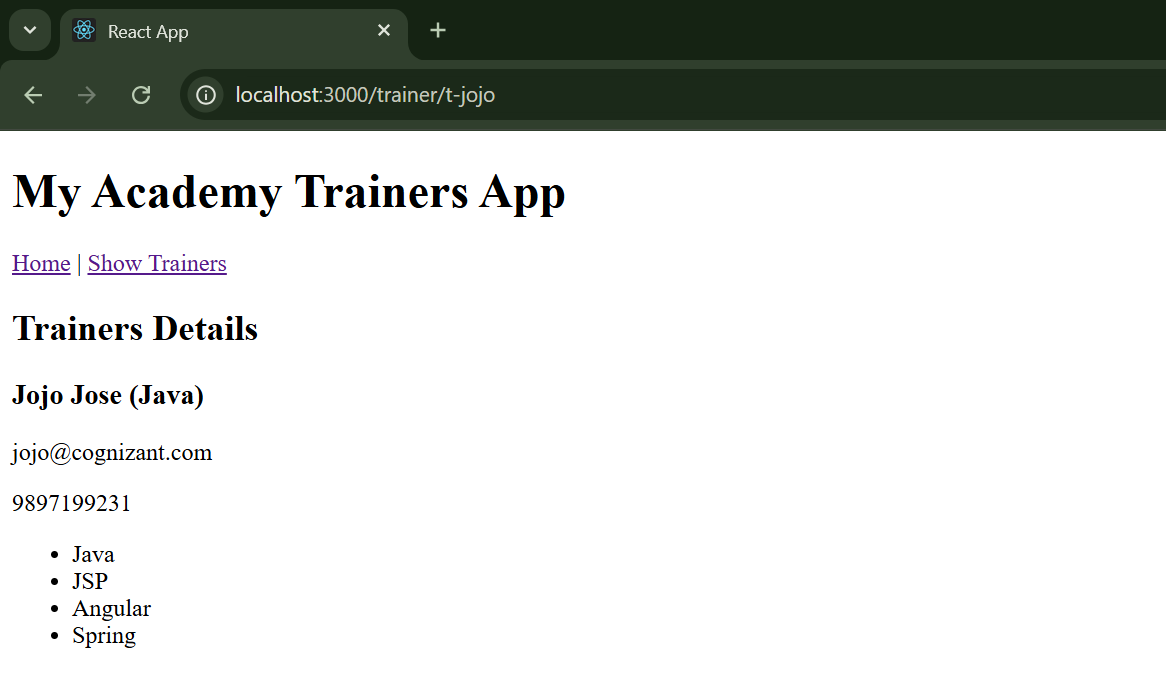 React App
localhost:3000/trainer/t-jojo
My Academy Trainers App
Home | Show Trainers
Trainers Details
Jojo Jose (Java)
jojo@cognizant.com
9897199231
Java
JSP
Angular
Spring